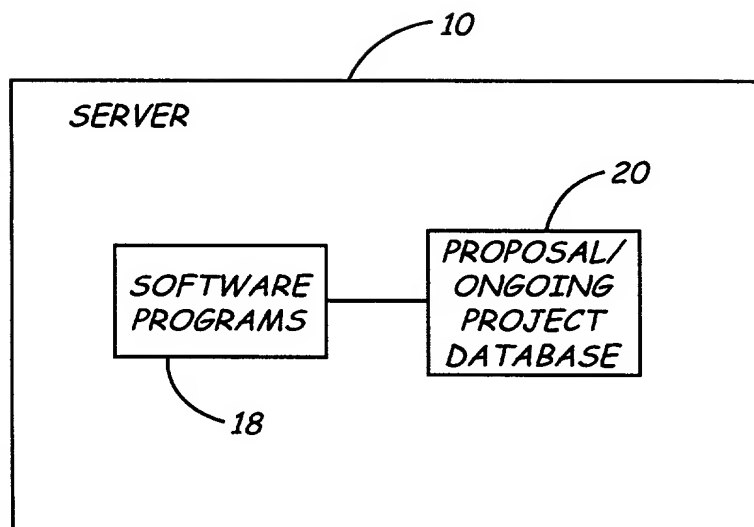 10
SERVER
20
SOFTWARE
PROGRAMS
PROPOSAL/
ONGOING
PROJECT
DATABASE
18